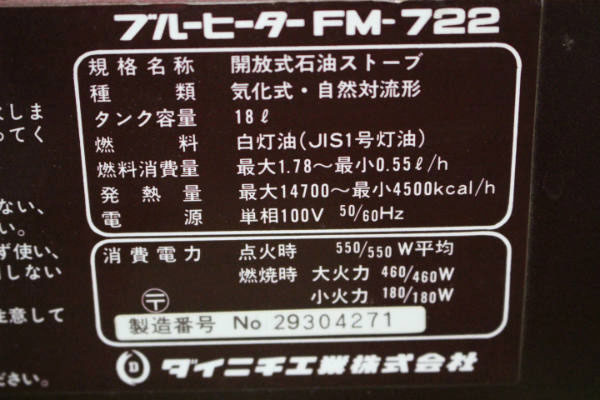 ブルーヒーター FM-722
規格名称 開放式石油ストーブ
種類 気化式・自然対流形
タンク容量 18ℓ
燃料 白灯油(JIS1号灯油)
燃料消費量 最大1.78～最小0.55ℓ/h
発熱量 最大14700～最小4500kcal/h
電源 単相100V 50/60Hz
消費電力 点火時 550/550W平均
燃焼時 大火力 460/460W
小火力 180/180W
〒
製造番号 No 29304271
D ダイニチ工業株式会社
しま
ってく
ない、
い。
ず使い、
しない
注意して
ださい。